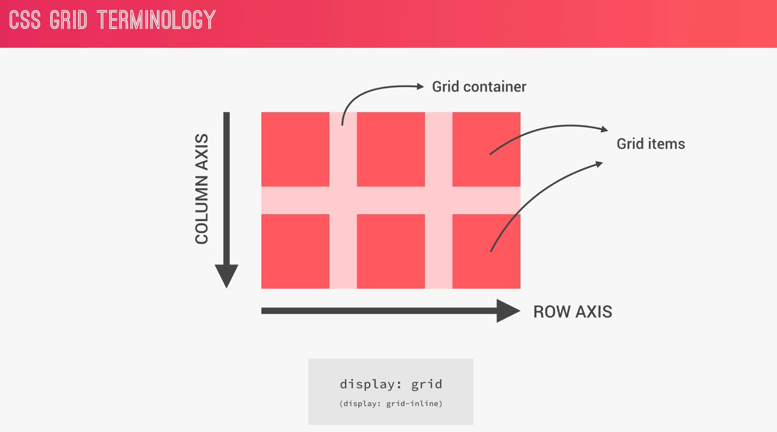 CSS GRID TERMINOLOGY
Grid container
Grid items
COLUMN AXIS
ROW AXIS
display: grid
(display: grid-inline)